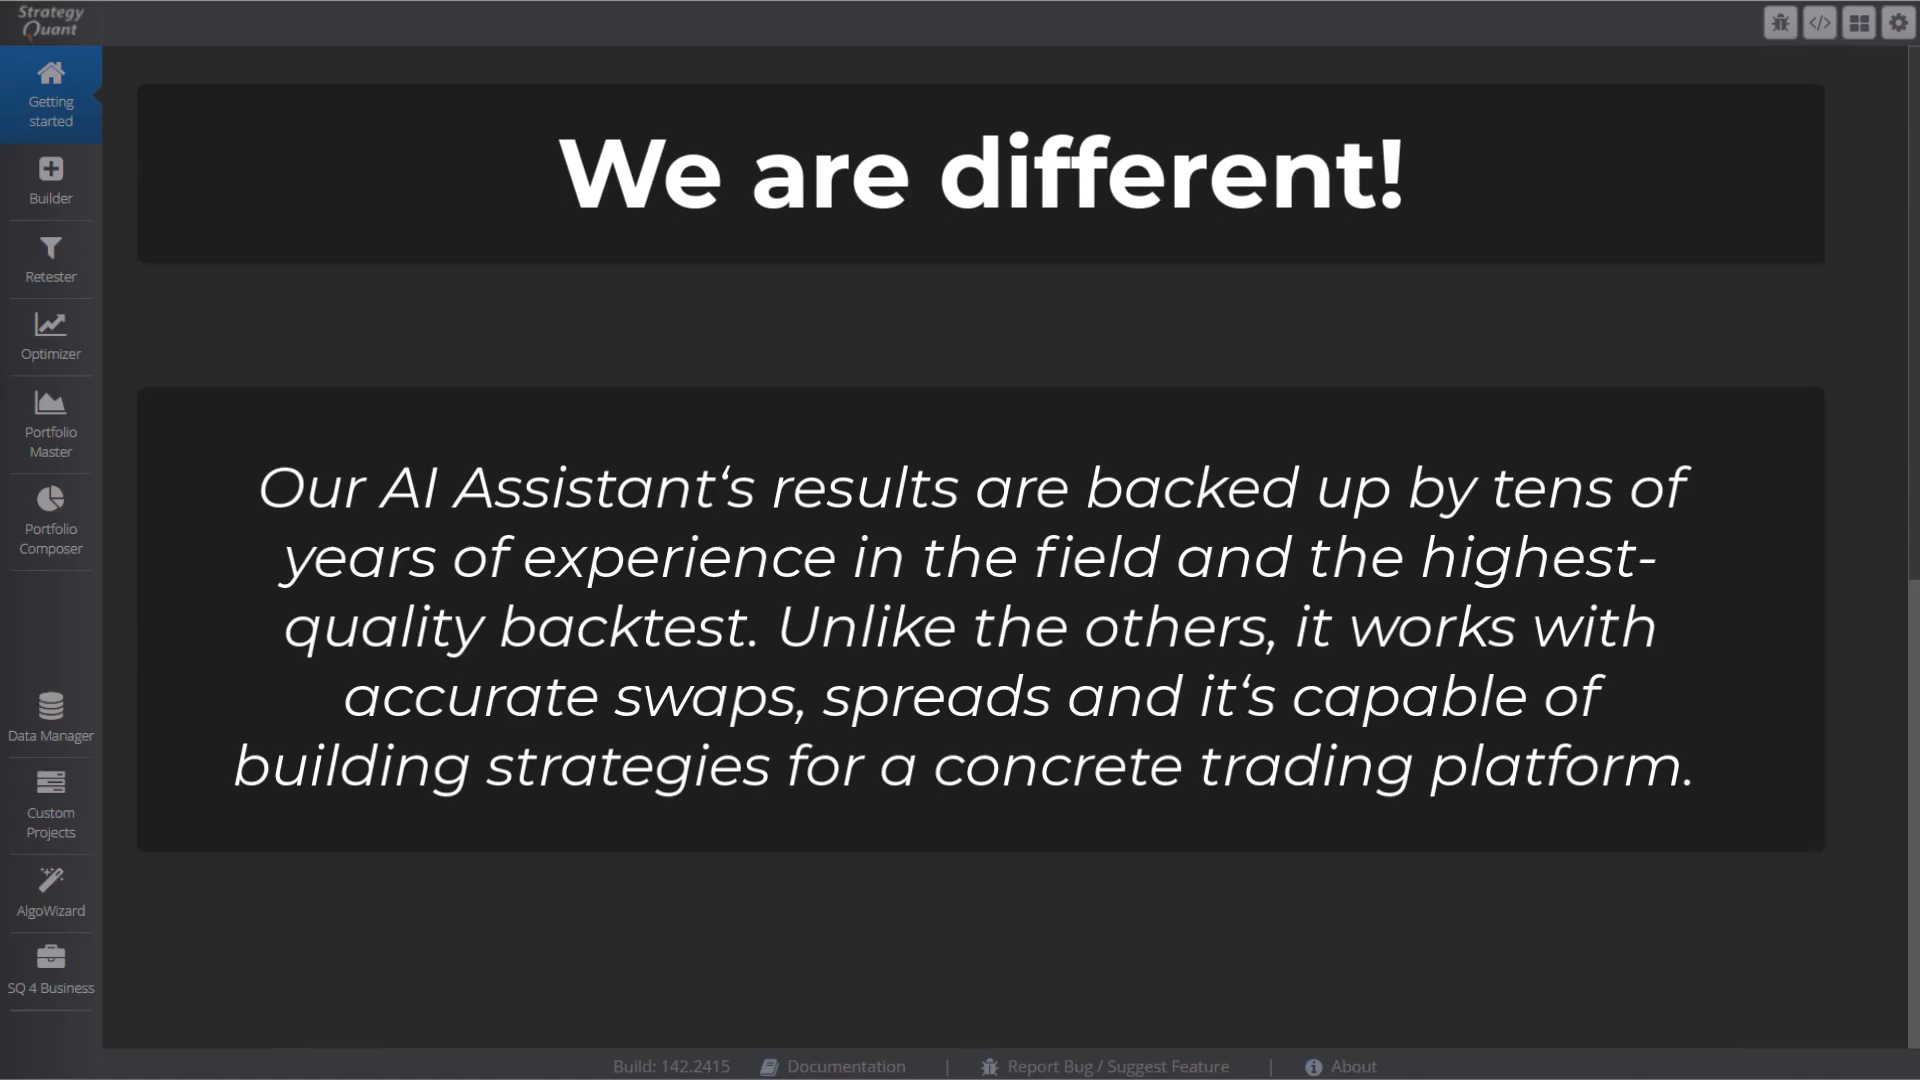 Strategy
Quant
Getting
started
Builder
Retester
Optimizer
Portfolio
Master
Portfolio
Composer
Data Manager
Custom
Projects
AlgoWizard
SQ 4 Business
We are different!
Our AI Assistant‘s results are backed up by tens of
years of experience in the field and the highest-
quality backtest. Unlike the others, it works with
accurate swaps, spreads and it‘s capable of
building strategies for a concrete trading platform.
Build: 142.2415 Documentation | Report Bug / Suggest Feature | About